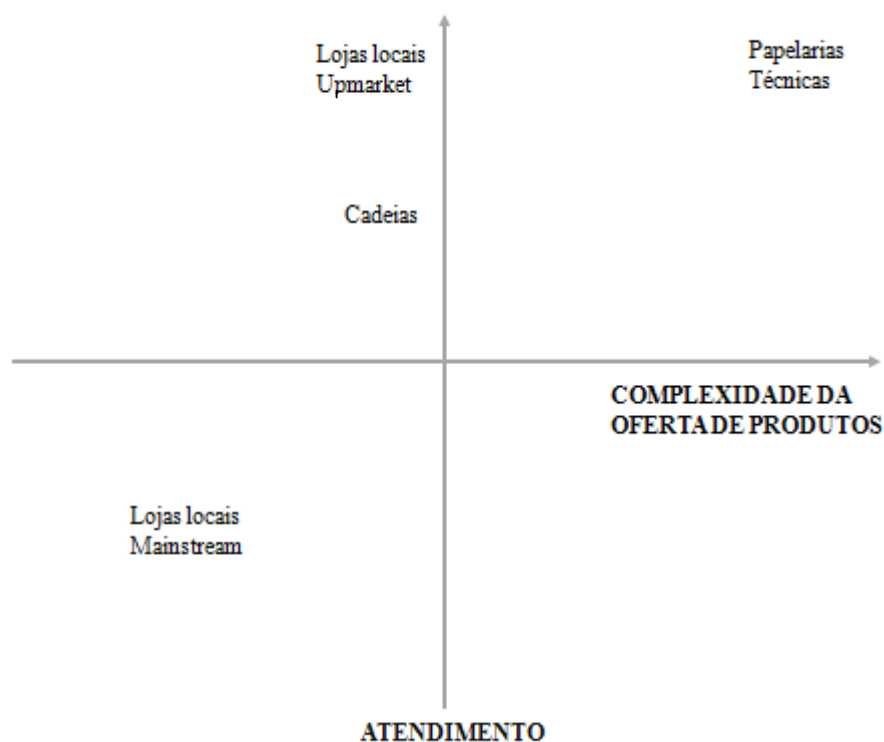 Lojas locais
Upmarket
Papelarias
Técnicas
Cadeias
COMPLEXIDADE DA
OFERTA DE PRODUTOS
Lojas locais
Mainstream
ATENDIMENTO